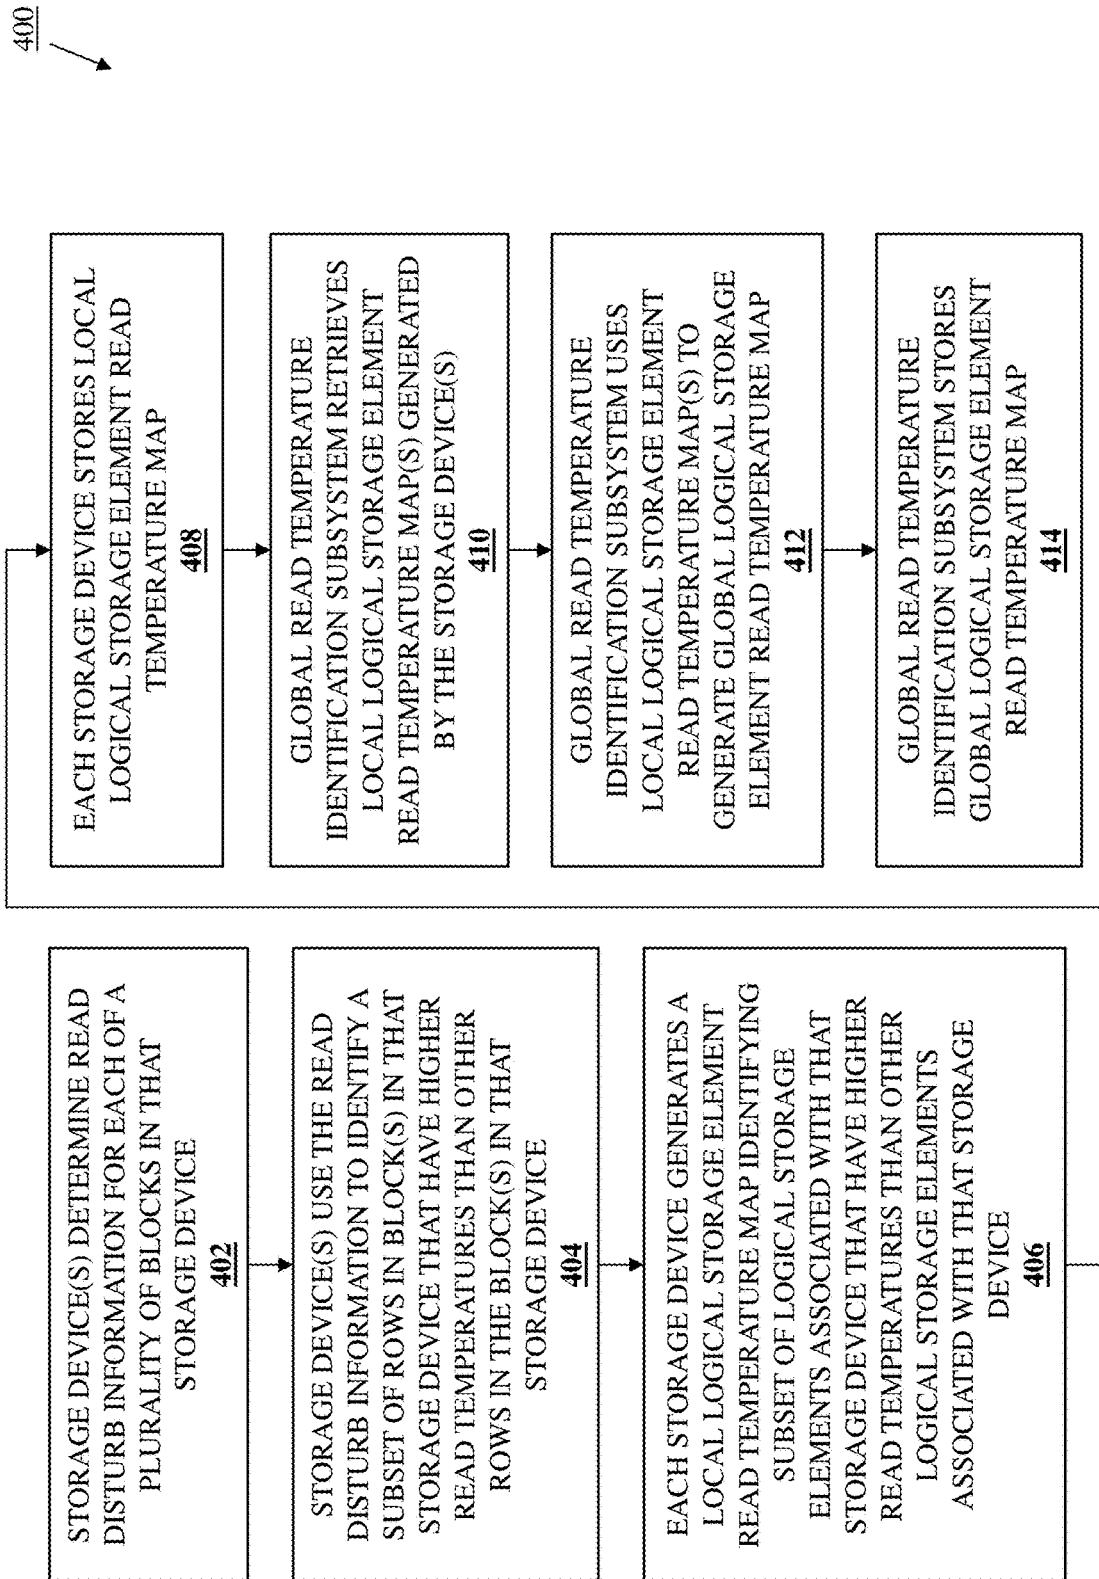 400
STORAGE DEVICE(S) DETERMINE READ
DISTURB INFORMATION FOR EACH OF A
PLURALITY OF BLOCKS IN THAT
STORAGE DEVICE
402
STORAGE DEVICE(S) USE THE READ
DISTURB INFORMATION TO IDENTIFY A
SUBSET OF ROWS IN BLOCK(S) IN THAT
STORAGE DEVICE THAT HAVE HIGHER
READ TEMPERATURES THAN OTHER
ROWS IN THE BLOCK(S) IN THAT
STORAGE DEVICE
404
EACH STORAGE DEVICE GENERATES A
LOCAL LOGICAL STORAGE ELEMENT
READ TEMPERATURE MAP IDENTIFYING
SUBSET OF LOGICAL STORAGE
ELEMENTS ASSOCIATED WITH THAT
STORAGE DEVICE THAT HAVE HIGHER
READ TEMPERATURES THAN OTHER
LOGICAL STORAGE ELEMENTS
ASSOCIATED WITH THAT STORAGE
DEVICE
406
EACH STORAGE DEVICE STORES LOCAL
LOGICAL STORAGE ELEMENT READ
TEMPERATURE MAP
408
GLOBAL READ TEMPERATURE
IDENTIFICATION SUBSYSTEM RETRIEVES
LOCAL LOGICAL STORAGE ELEMENT
READ TEMPERATURE MAP(S) GENERATED
BY THE STORAGE DEVICE(S)
410
GLOBAL READ TEMPERATURE
IDENTIFICATION SUBSYSTEM USES
LOCAL LOGICAL STORAGE ELEMENT
READ TEMPERATURE MAP(S) TO
GENERATE GLOBAL LOGICAL STORAGE
ELEMENT READ TEMPERATURE MAP
412
GLOBAL READ TEMPERATURE
IDENTIFICATION SUBSYSTEM STORES
GLOBAL LOGICAL STORAGE ELEMENT
READ TEMPERATURE MAP
414